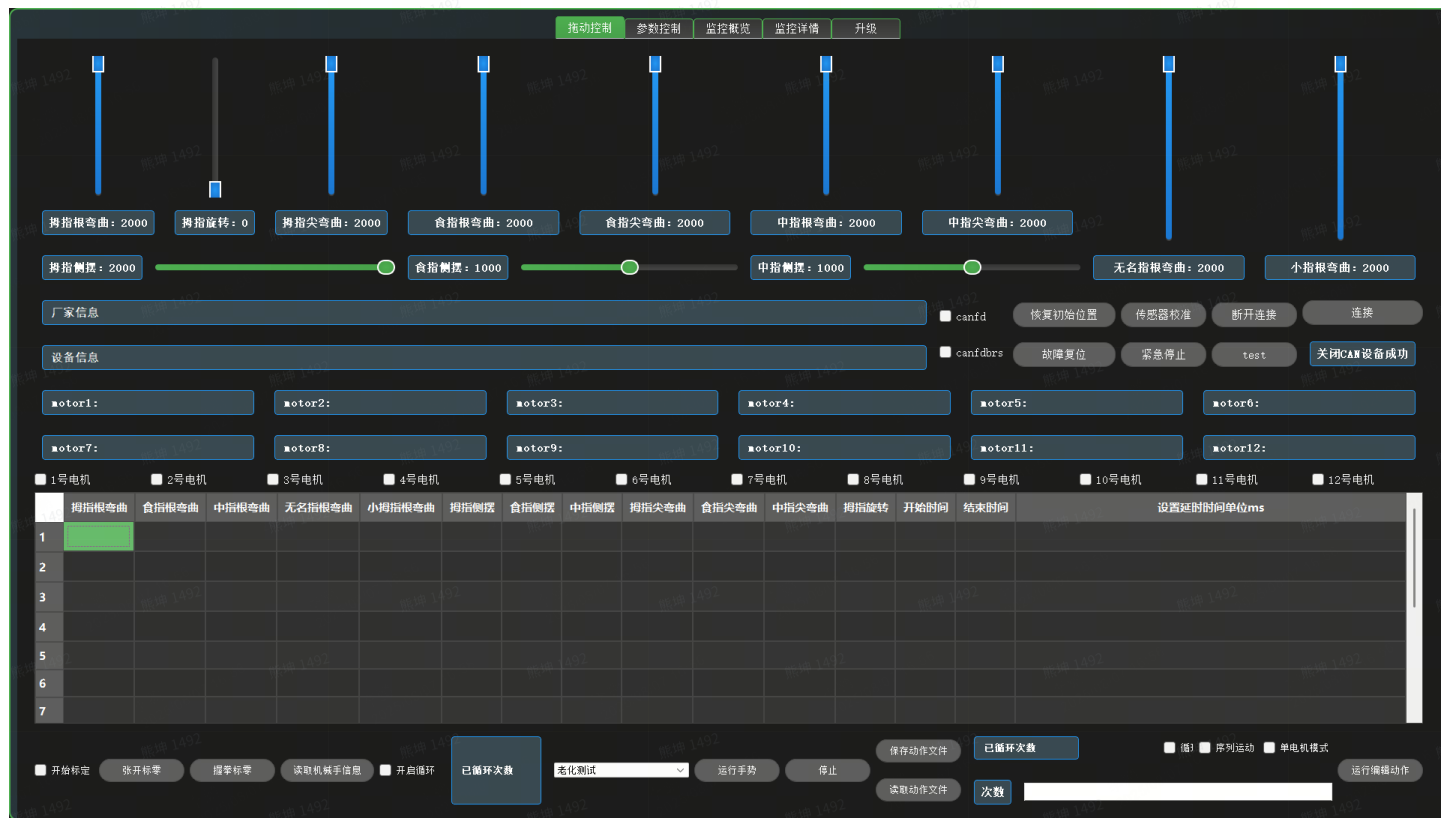 拖动控制 参数控制 监控概览 监控详情 升级
拇指根弯曲: 2000 拇指旋转: 0 拇指尖弯曲: 2000 食指根弯曲: 2000 食指尖弯曲: 2000 中指根弯曲: 2000 中指尖弯曲: 2000
拇指侧摆: 2000 食指侧摆: 1000 中指侧摆: 1000 无名指根弯曲: 2000 小指根弯曲: 2000
厂家信息 canfd 恢复初始位置 传感器校准 断开连接 连接
设备信息 canfdbrs 故障复位 紧急停止 test 关闭CAN设备成功
motor1: motor2: motor3: motor4: motor5: motor6:
motor7: motor8: motor9: motor10: motor11: motor12:
1号电机 2号电机 3号电机 4号电机 5号电机 6号电机 7号电机 8号电机 9号电机 10号电机 11号电机 12号电机
拇指根弯曲 食指根弯曲 中指根弯曲 无名指根弯曲 小拇指根弯曲 拇指侧摆 食指侧摆 中指侧摆 拇指尖弯曲 食指尖弯曲 中指尖弯曲 拇指旋转 开始时间 结束时间 设置延时时间单位ms
1
2
3
4
5
6
7
保存动作文件 已循环次数 序列运动 单电机模式
开始标定 张开标零 握拳标零 读取机械手信息 开启循环 已循环次数 老化测试 运行手势 停止 运行编辑动作
读取动作文件 次数
熊坤 1492